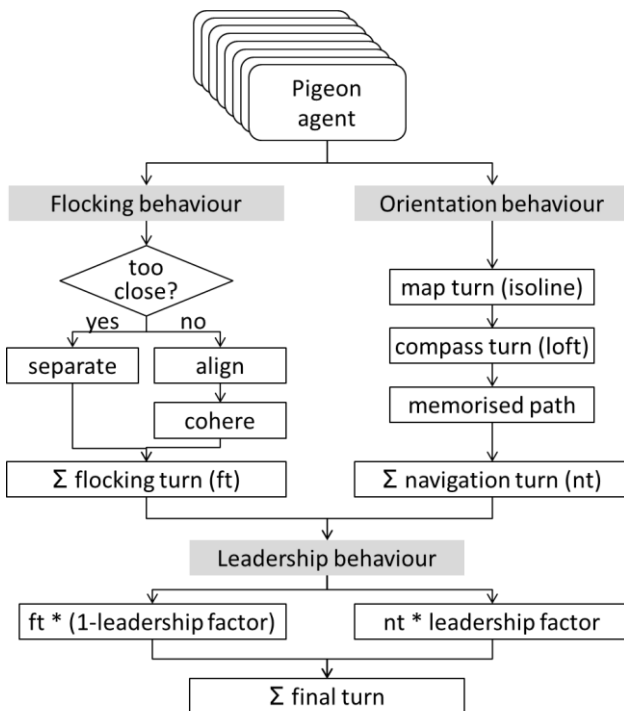 Pigeon
agent
Flocking behaviour
Orientation behaviour
too
close?
yes
no
separate
align
cohere
Σ flocking turn (ft)
map turn (isoline)
compass turn (loft)
memorised path
Σ navigation turn (nt)
Leadership behaviour
ft * (1-leadership factor)
nt * leadership factor
Σ final turn